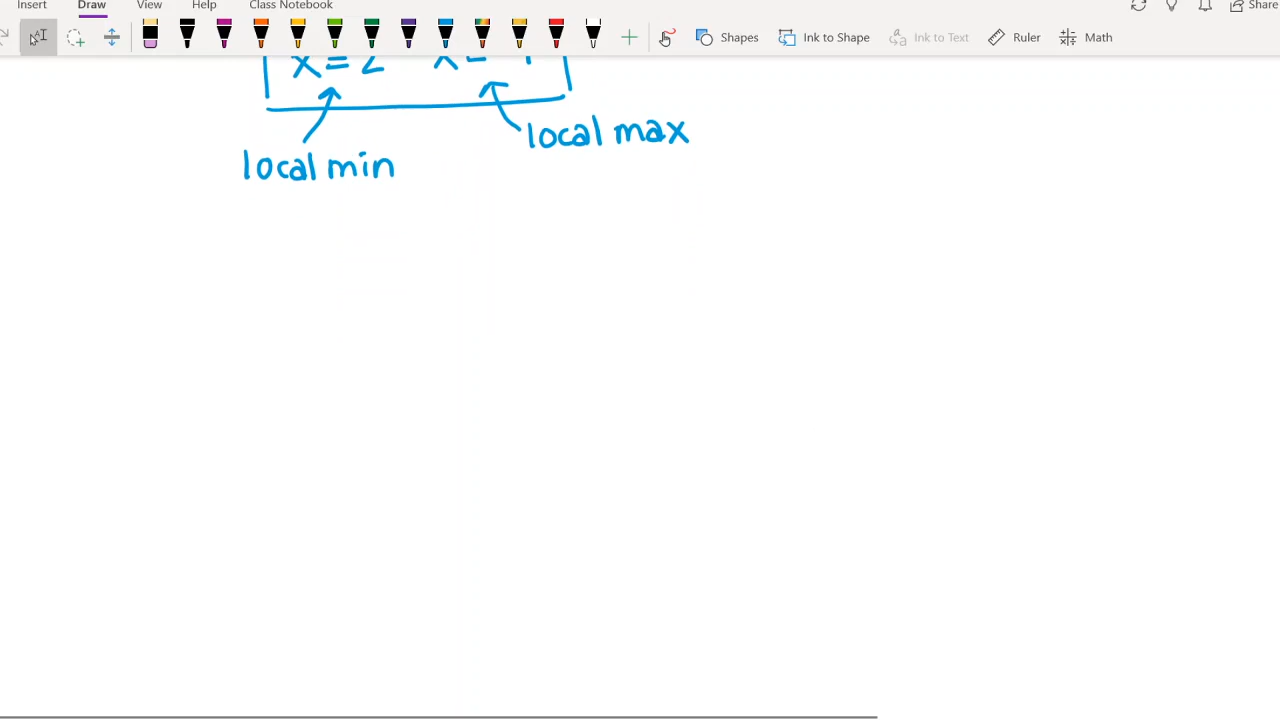 Insert Draw View Help Class Notebook Share
Shapes Ink to Shape Ink to Text Ruler Math
x = 2 x =
local max
local min